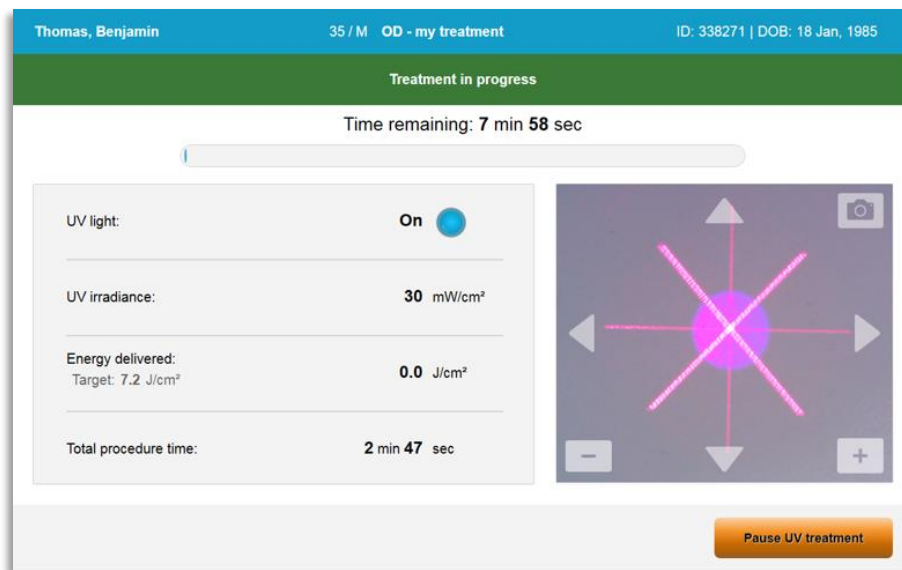 Thomas, Benjamin 35 / M OD - my treatment ID: 338271 | DOB: 18 Jan, 1985
Treatment in progress
Time remaining: 7 min 58 sec
UV light: On
UV irradiance: 30 mW/cm²
Energy delivered:
Target: 7.2 J/cm² 0.0 J/cm²
Total procedure time: 2 min 47 sec
− +
Pause UV treatment